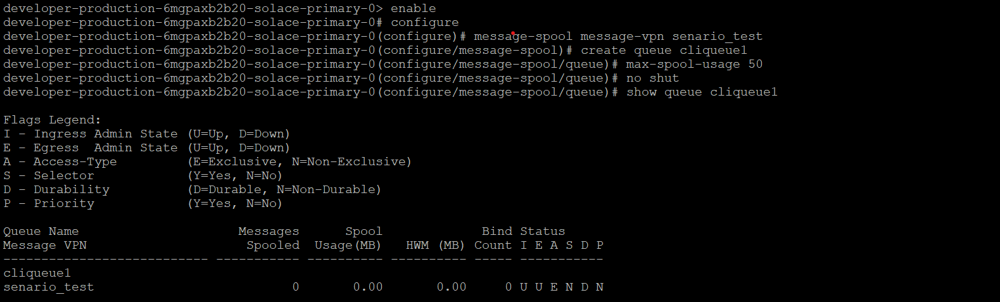 developer-production-6mgpaxb2b20-solace-primary-0> enable
developer-production-6mgpaxb2b20-solace-primary-0# configure
developer-production-6mgpaxb2b20-solace-primary-0(configure)# message-spool message-vpn senario_test
developer-production-6mgpaxb2b20-solace-primary-0(configure/message-spool)# create queue cliqueue1
developer-production-6mgpaxb2b20-solace-primary-0(configure/message-spool/queue)# max-spool-usage 50
developer-production-6mgpaxb2b20-solace-primary-0(configure/message-spool/queue)# no shut
developer-production-6mgpaxb2b20-solace-primary-0(configure/message-spool/queue)# show queue cliqueue1

Flags Legend:
I - Ingress Admin State (U=Up, D=Down)
E - Egress  Admin State (U=Up, D=Down)
A - Access-Type         (E=Exclusive, N=Non-Exclusive)
S - Selector            (Y=Yes, N=No)
D - Durability          (D=Durable, N=Non-Durable)
P - Priority            (Y=Yes, N=No)

Queue Name                     Messages      Spool             Bind Status
Message VPN                     Spooled  Usage(MB)   HWM (MB) Count I E A S D P
--------------------------- ----------- ---------- ---------- ----- -----------
cliqueue1
senario_test                          0       0.00       0.00     0 U U E N D N